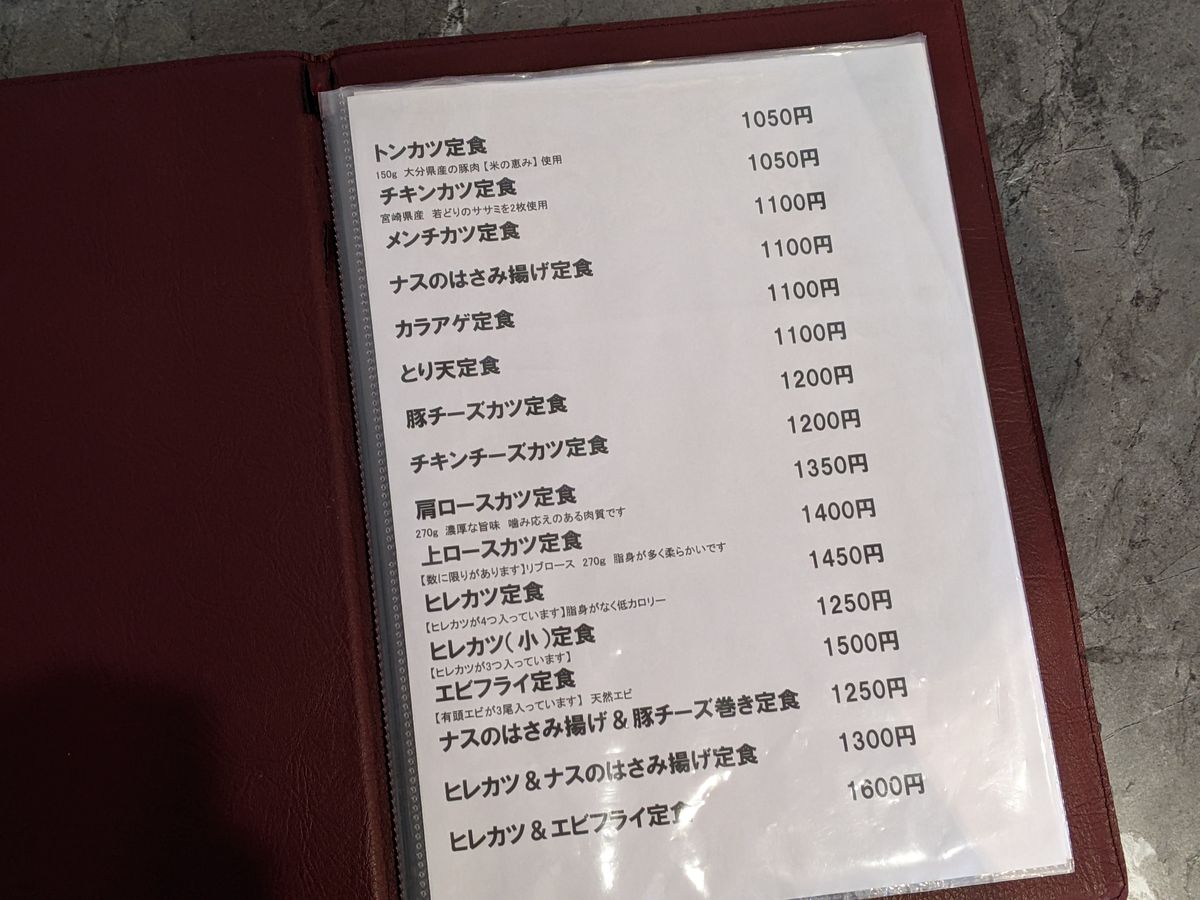 トンカツ定食 1050円
150g 大分県産の豚肉【米の恵み】使用
チキンカツ定食 1050円
宮崎県産 若どりのササミを2枚使用
メンチカツ定食 1100円
ナスのはさみ揚げ定食 1100円
カラアゲ定食 1100円
とり天定食 1100円
豚チーズカツ定食 1200円
チキンチーズカツ定食 1200円
肩ロースカツ定食 1350円
270g 濃厚な旨味 噛み応えのある肉質です
上ロースカツ定食 1400円
【数に限りがあります】リブロース 270g 脂身が多く柔らかいです
ヒレカツ定食 1450円
【ヒレカツが4つ入っています】脂身がなく低カロリー
ヒレカツ(小)定食 1250円
【ヒレカツが3つ入っています】
エビフライ定食 1500円
【有頭エビが3尾入っています】 天然エビ
ナスのはさみ揚げ&豚チーズ巻き定食 1250円
ヒレカツ&ナスのはさみ揚げ定食 1300円
ヒレカツ&エビフライ定食 1600円